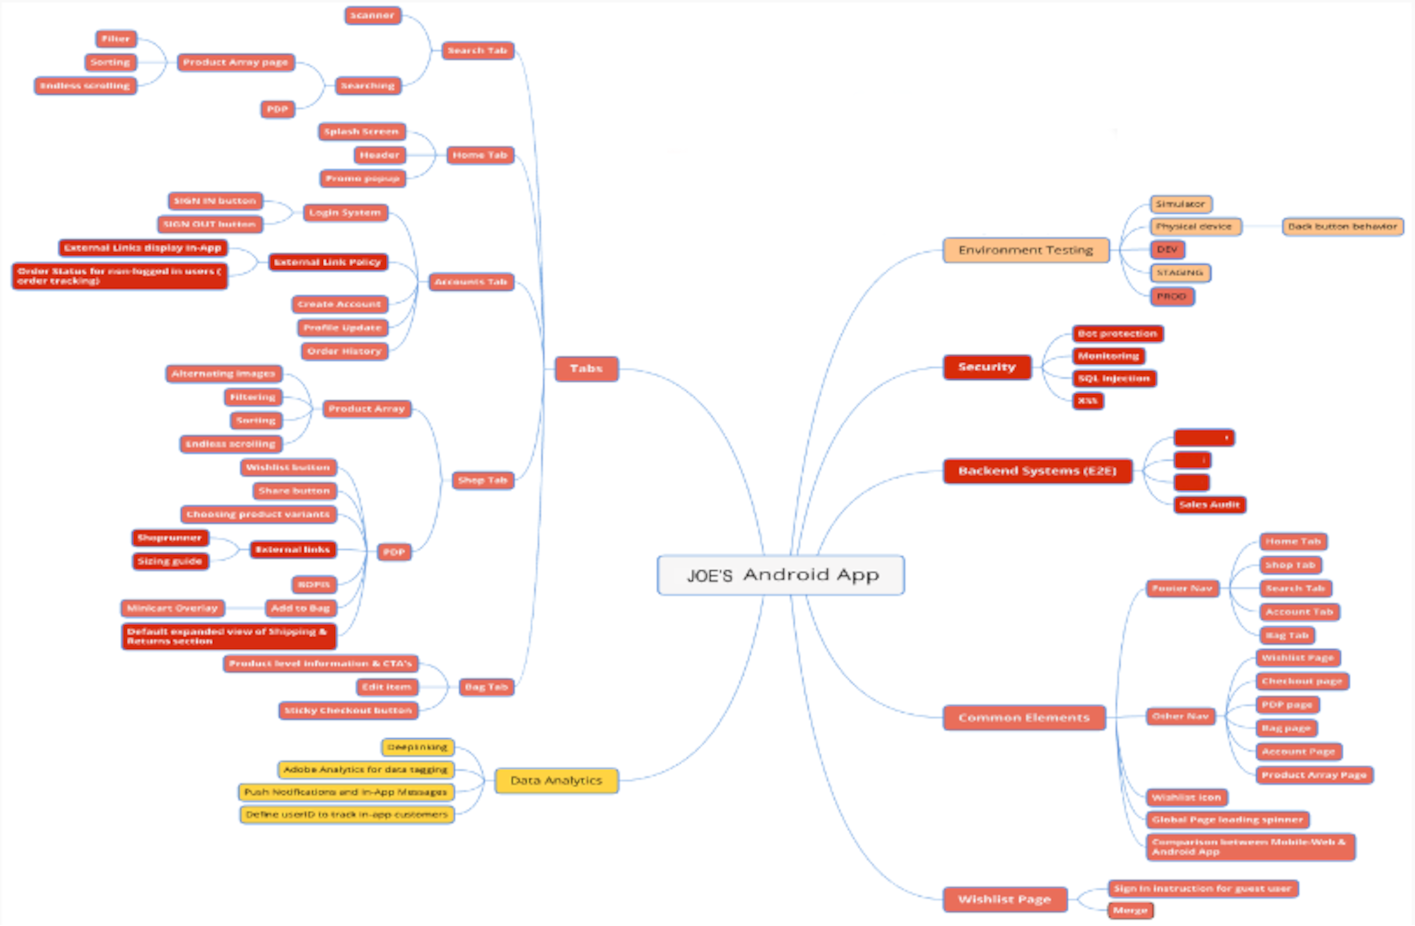 Scanner
Search Tab
Filter
Sorting
Product Array page
Endless scrolling
Searching
PDP
Splash Screen
Header
Home Tab
Promo popup
SIGN IN button
Login System
SIGN OUT button
External Links display in-App
External Link Policy
Order Status for non-logged in users (
order tracking)
Accounts Tab
Create Account
Profile Update
Order History
Tabs
Alternating images
Filtering
Product Array
Sorting
Endless scrolling
Shop Tab
Wishlist button
Share button
Choosing product variants
Shoprunner
External links
Sizing guide
PDP
BOPIS
Minicart Overlay
Add to Bag
Default expanded view of Shipping &
Returns section
Product level information & CTA's
Edit item
Bag Tab
Sticky Checkout button
Deeplinking
Adobe Analytics for data tagging
Data Analytics
Push Notifications and In-App Messages
Define userID to track in-app customers
JOE'S Android App
Environment Testing
Simulator
Physical device
Back button behavior
DEV
STAGING
PROD
Security
Bot protection
Monitoring
SQL Injection
XSS
Backend Systems (E2E)
Sales Audit
Common Elements
Footer Nav
Home Tab
Shop Tab
Search Tab
Account Tab
Bag Tab
Other Nav
Wishlist Page
Checkout page
PDP page
Bag page
Account Page
Product Array Page
Wishlist icon
Global Page loading spinner
Comparison between Mobile-Web &
Android App
Wishlist Page
Sign in instruction for guest user
Merge